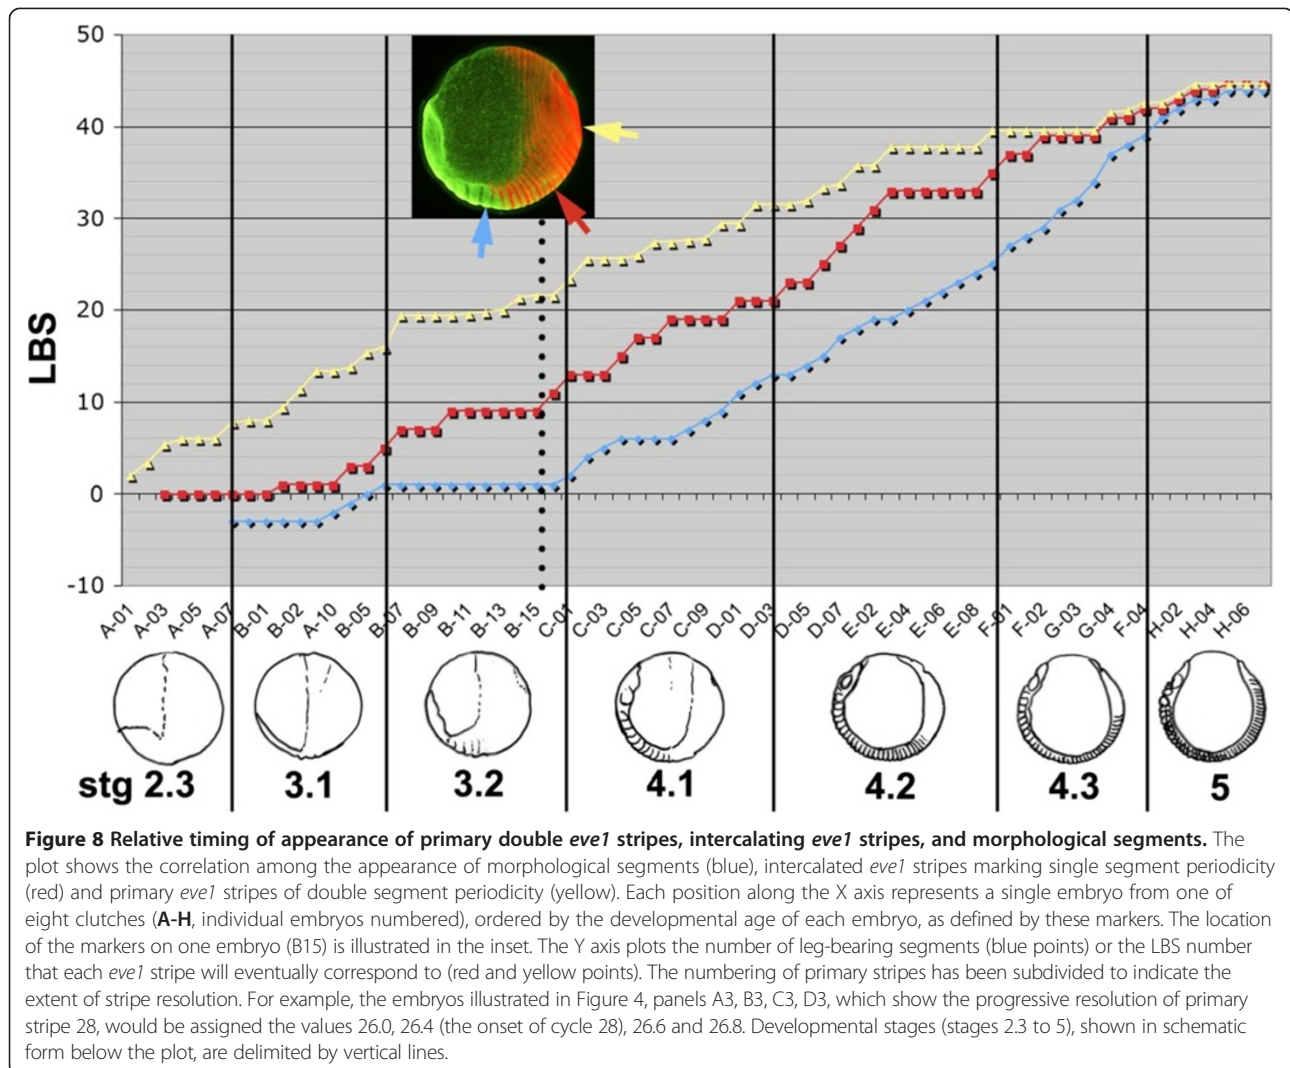 50
40
30
20
10
0
-10
LBS
A-01 A-03 A-05 A-07 B-01 B-02 A-10 B-05 B-07 B-09 B-11 B-13 B-15 C-01 C-03 C-05 C-07 C-09 D-01 D-03 D-05 D-07 E-02 E-04 E-06 E-08 F-01 F-02 G-03 G-04 F-04 H-02 H-04 H-06
stg 2.3 3.1 3.2 4.1 4.2 4.3 5
Figure 8 Relative timing of appearance of primary double eve1 stripes, intercalating eve1 stripes, and morphological segments. The
plot shows the correlation among the appearance of morphological segments (blue), intercalated eve1 stripes marking single segment periodicity
(red) and primary eve1 stripes of double segment periodicity (yellow). Each position along the X axis represents a single embryo from one of
eight clutches (A-H, individual embryos numbered), ordered by the developmental age of each embryo, as defined by these markers. The location
of the markers on one embryo (B15) is illustrated in the inset. The Y axis plots the number of leg-bearing segments (blue points) or the LBS number
that each eve1 stripe will eventually correspond to (red and yellow points). The numbering of primary stripes has been subdivided to indicate the
extent of stripe resolution. For example, the embryos illustrated in Figure 4, panels A3, B3, C3, D3, which show the progressive resolution of primary
stripe 28, would be assigned the values 26.0, 26.4 (the onset of cycle 28), 26.6 and 26.8. Developmental stages (stages 2.3 to 5), shown in schematic
form below the plot, are delimited by vertical lines.